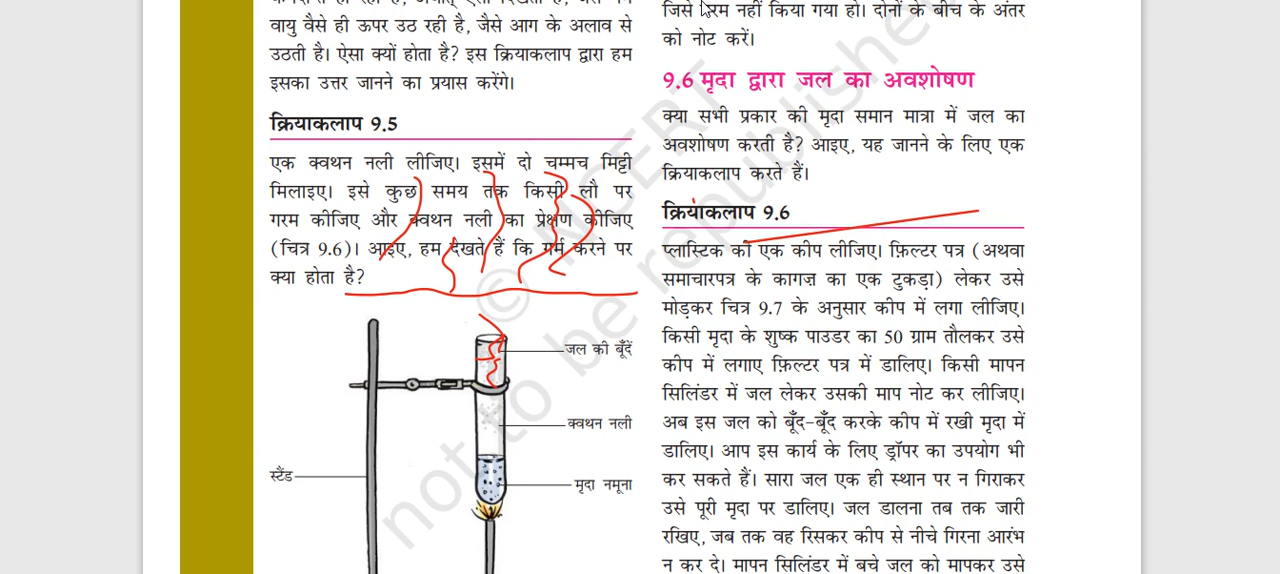 वायु वैसे ही ऊपर उठ रही है, जैसे आग के अलाव से
उठती है। ऐसा क्यों होता है? इस क्रियाकलाप द्वारा हम
इसका उत्तर जानने का प्रयास करेंगे।
क्रियाकलाप 9.5
एक क्वथन नली लीजिए। इसमें दो चम्मच मिट्टी
मिलाइए। इसे कुछ समय तक किसी लौ पर
गरम कीजिए और क्वथन नली का प्रेक्षण कीजिए
(चित्र 9.6)। आइए, हम देखते हैं कि गर्म करने पर
क्या होता है?
जल की बूँदें
क्वथन नली
स्टैंड
मृदा नमूना
जिसे गरम नहीं किया गया हो। दोनों के बीच के अंतर
को नोट करें।
9.6 मृदा द्वारा जल का अवशोषण
क्या सभी प्रकार की मृदा समान मात्रा में जल का
अवशोषण करती है? आइए, यह जानने के लिए एक
क्रियाकलाप करते हैं।
क्रियाकलाप 9.6
प्लास्टिक की एक कीप लीजिए। फ़िल्टर पत्र (अथवा
समाचारपत्र के कागज़ का एक टुकड़ा) लेकर उसे
मोड़कर चित्र 9.7 के अनुसार कीप में लगा लीजिए।
किसी मृदा के शुष्क पाउडर का 50 ग्राम तौलकर उसे
कीप में लगाए फ़िल्टर पत्र में डालिए। किसी मापन
सिलिंडर में जल लेकर उसकी माप नोट कर लीजिए।
अब इस जल को बूँद-बूँद करके कीप में रखी मृदा में
डालिए। आप इस कार्य के लिए ड्रॉपर का उपयोग भी
कर सकते हैं। सारा जल एक ही स्थान पर न गिराकर
उसे पूरी मृदा पर डालिए। जल डालना तब तक जारी
रखिए, जब तक वह रिसकर कीप से नीचे गिरना आरंभ
न कर दे। मापन सिलिंडर में बचे जल को मापकर उसे
© NCERT
not to be republished